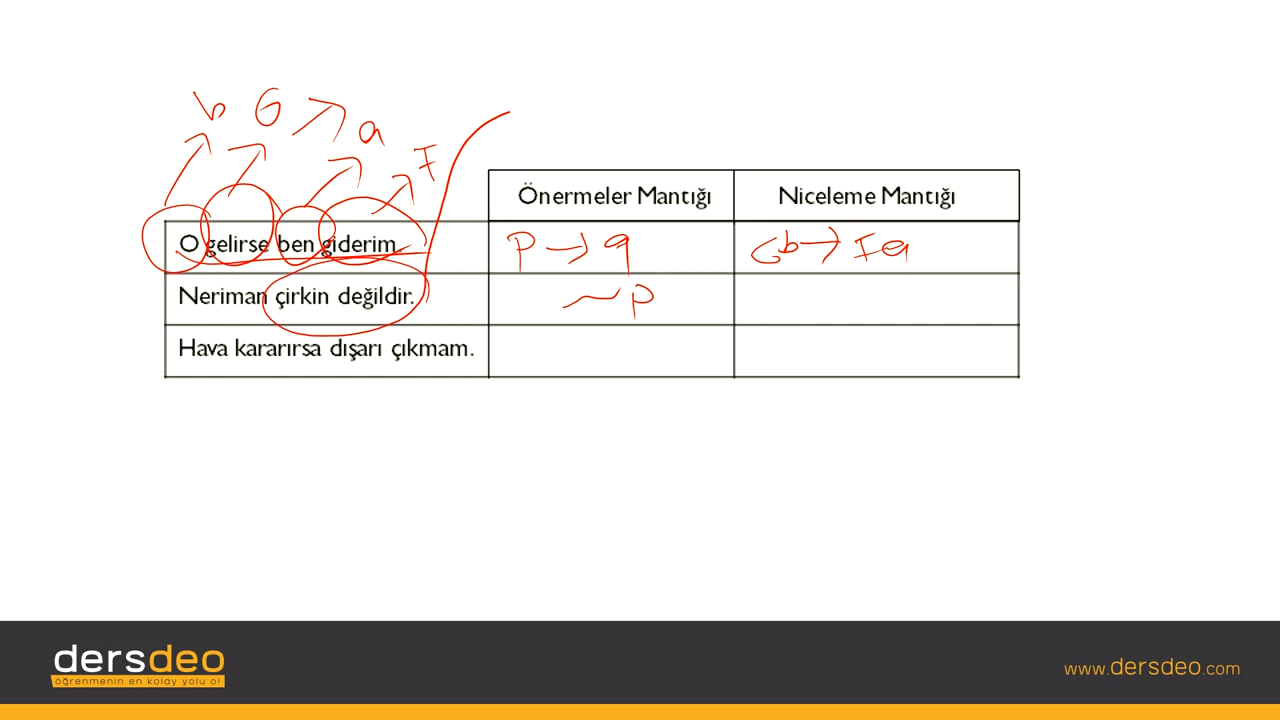 b G → a
F
Önermeler Mantığı Niceleme Mantığı
O gelirse ben giderim. p → q Gb → Fa
Neriman çirkin değildir. ~p
Hava kararırsa dışarı çıkmam.
dersdeo
öğrenmenin en kolay yolu o!
www.dersdeo.com